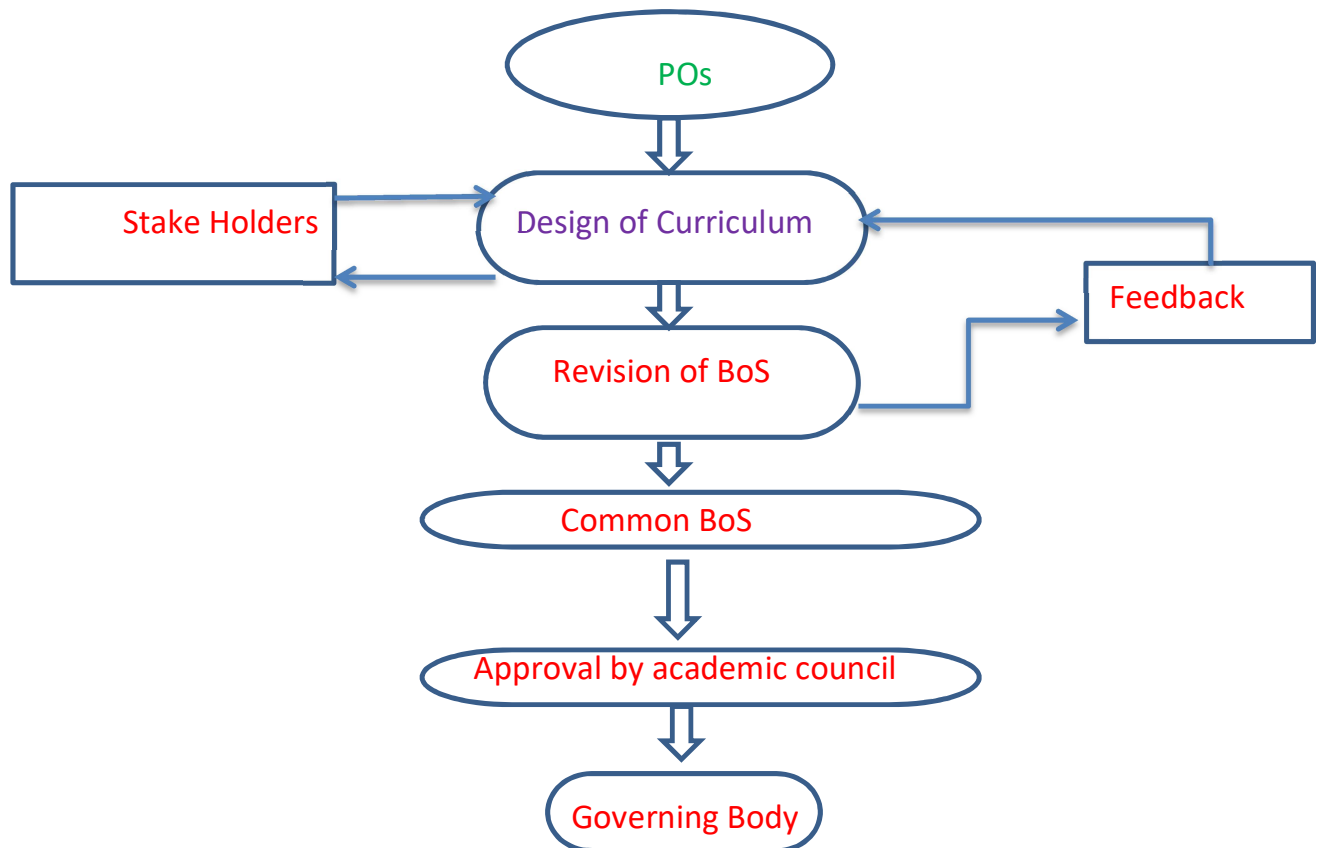 POs
Stake Holders
Design of Curriculum
Feedback
Revision of BoS
Common BoS
Approval by academic council
Governing Body